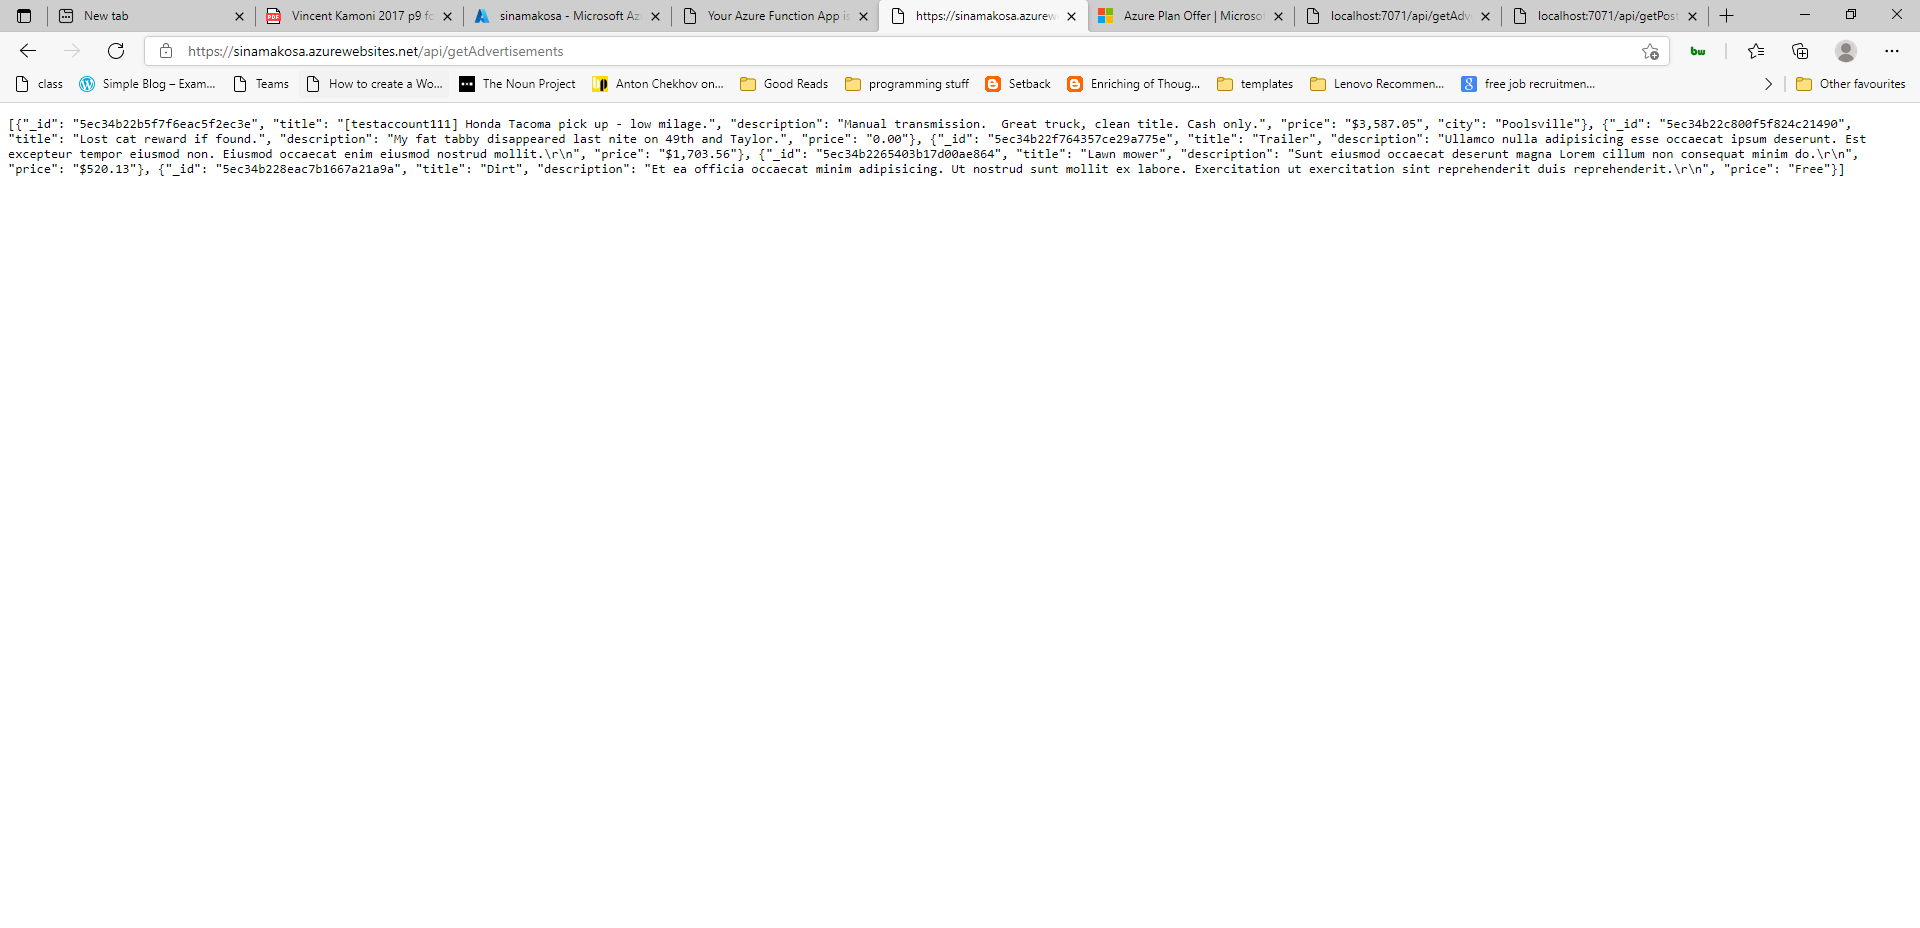 New tab
Vincent Kamoni 2017 p9 fo
sinamakosa - Microsoft Az
Your Azure Function App is
https://sinamakosa.azurew
Azure Plan Offer | Microsof
localhost:7071/api/getAdv
localhost:7071/api/getPos
https://sinamakosa.azurewebsites.net/api/getAdvertisements
bw
class
Simple Blog – Exam...
Teams
How to create a Wo...
The Noun Project
Anton Chekhov on...
Good Reads
programming stuff
Setback
Enriching of Thoug...
templates
Lenovo Recommen...
free job recruitmen...
Other favourites
[{"_id": "5ec34b22b5f7f6eac5f2ec3e", "title": "[testaccount111] Honda Tacoma pick up - low milage.", "description": "Manual transmission.  Great truck, clean title. Cash only.", "price": "$3,587.05", "city": "Poolsville"}, {"_id": "5ec34b22c800f5f824c21490",
"title": "Lost cat reward if found.", "description": "My fat tabby disappeared last nite on 49th and Taylor.", "price": "0.00"}, {"_id": "5ec34b22f764357ce29a775e", "title": "Trailer", "description": "Ullamco nulla adipisicing esse occaecat ipsum deserunt. Est
excepteur tempor eiusmod non. Eiusmod occaecat enim eiusmod nostrud mollit.\r\n", "price": "$1,703.56"}, {"_id": "5ec34b2265403b17d00ae864", "title": "Lawn mower", "description": "Sunt eiusmod occaecat deserunt magna Lorem cillum non consequat minim do.\r\n",
"price": "$520.13"}, {"_id": "5ec34b228eac7b1667a21a9a", "title": "Dirt", "description": "Et ea officia occaecat minim adipisicing. Ut nostrud sunt mollit ex labore. Exercitation ut exercitation sint reprehenderit duis reprehenderit.\r\n", "price": "Free"}]